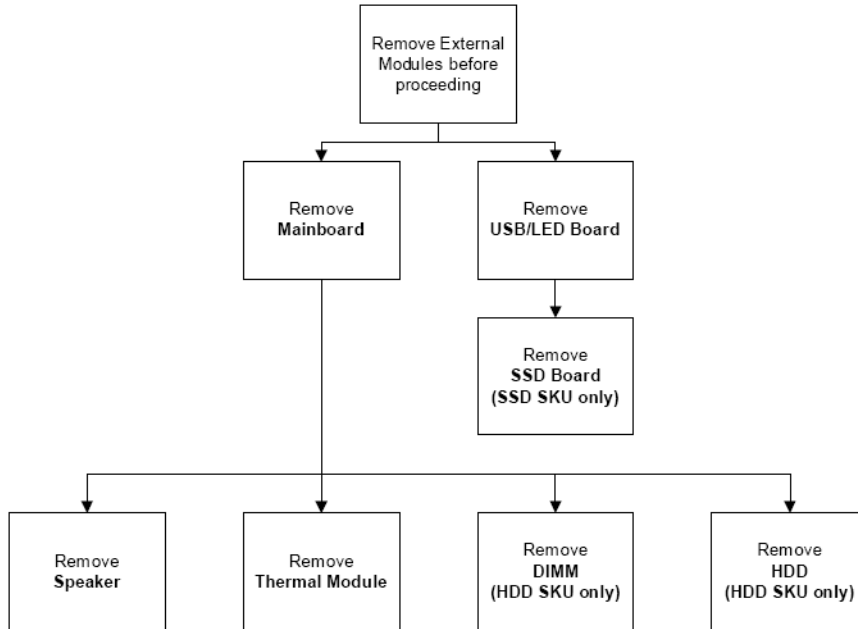 Remove External
Modules before
proceeding
Remove
Mainboard
Remove
USB/LED Board
Remove
SSD Board
(SSD SKU only)
Remove
Speaker
Remove
Thermal Module
Remove
DIMM
(HDD SKU only)
Remove
HDD
(HDD SKU only)